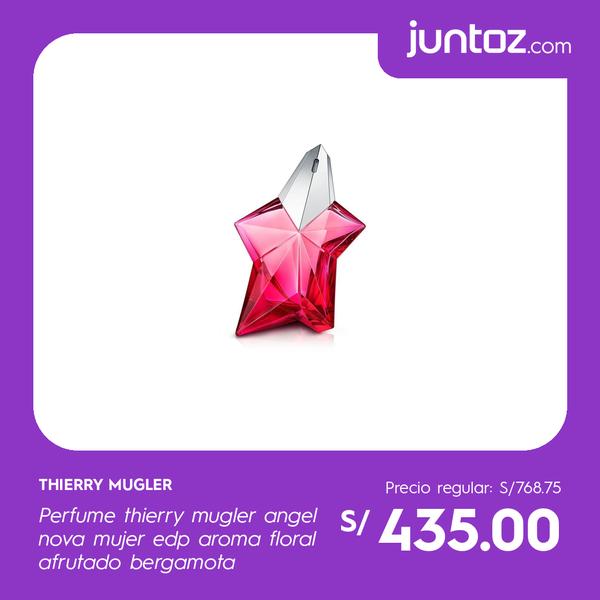 juntoz.com
THIERRY MUGLER
Perfume thierry mugler angel
nova mujer edp aroma floral
afrutado bergamota
Precio regular: S/768.75
S/ 435.00